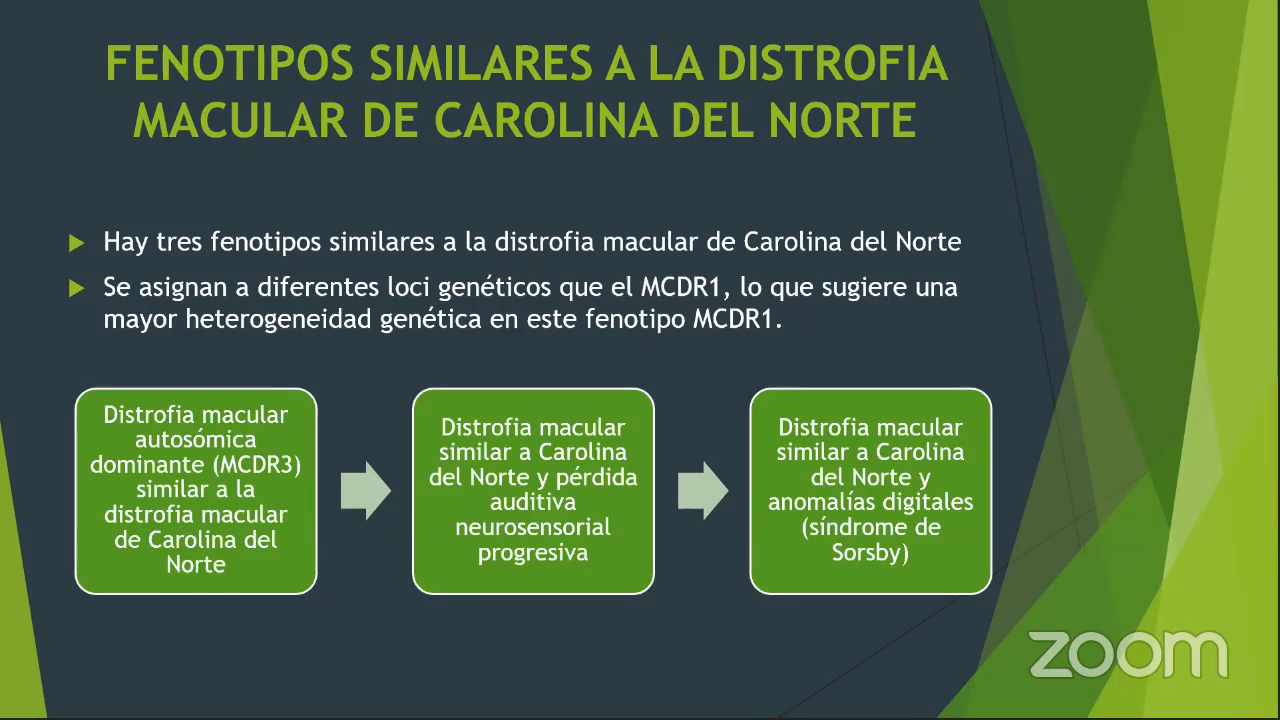 FENOTIPOS SIMILARES A LA DISTROFIA
MACULAR DE CAROLINA DEL NORTE
Hay tres fenotipos similares a la distrofia macular de Carolina del Norte
Se asignan a diferentes loci genéticos que el MCDR1, lo que sugiere una
mayor heterogeneidad genética en este fenotipo MCDR1.
Distrofia macular
autosómica
dominante (MCDR3)
similar a la
distrofia macular
de Carolina del
Norte
Distrofia macular
similar a Carolina
del Norte y pérdida
auditiva
neurosensorial
progresiva
Distrofia macular
similar a Carolina
del Norte y
anomalías digitales
(síndrome de
Sorsby)
zoom